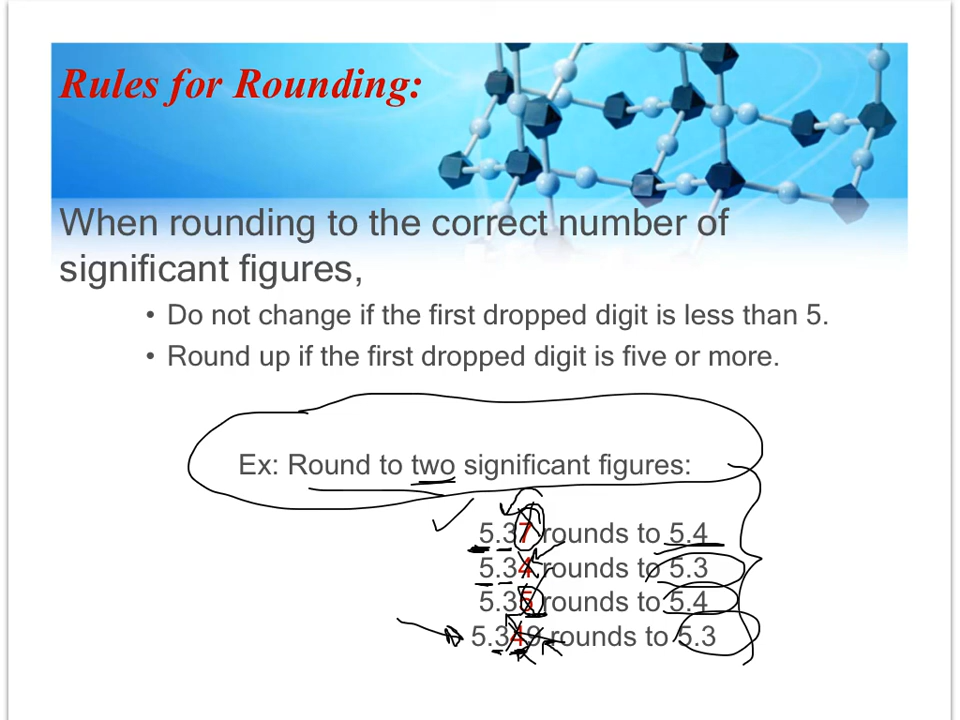 Rules for Rounding:
When rounding to the correct number of
significant figures,
• Do not change if the first dropped digit is less than 5.
• Round up if the first dropped digit is five or more.
Ex: Round to two significant figures:
5.37 rounds to 5.4
5.34 rounds to 5.3
5.35 rounds to 5.4
5.349 rounds to 5.3